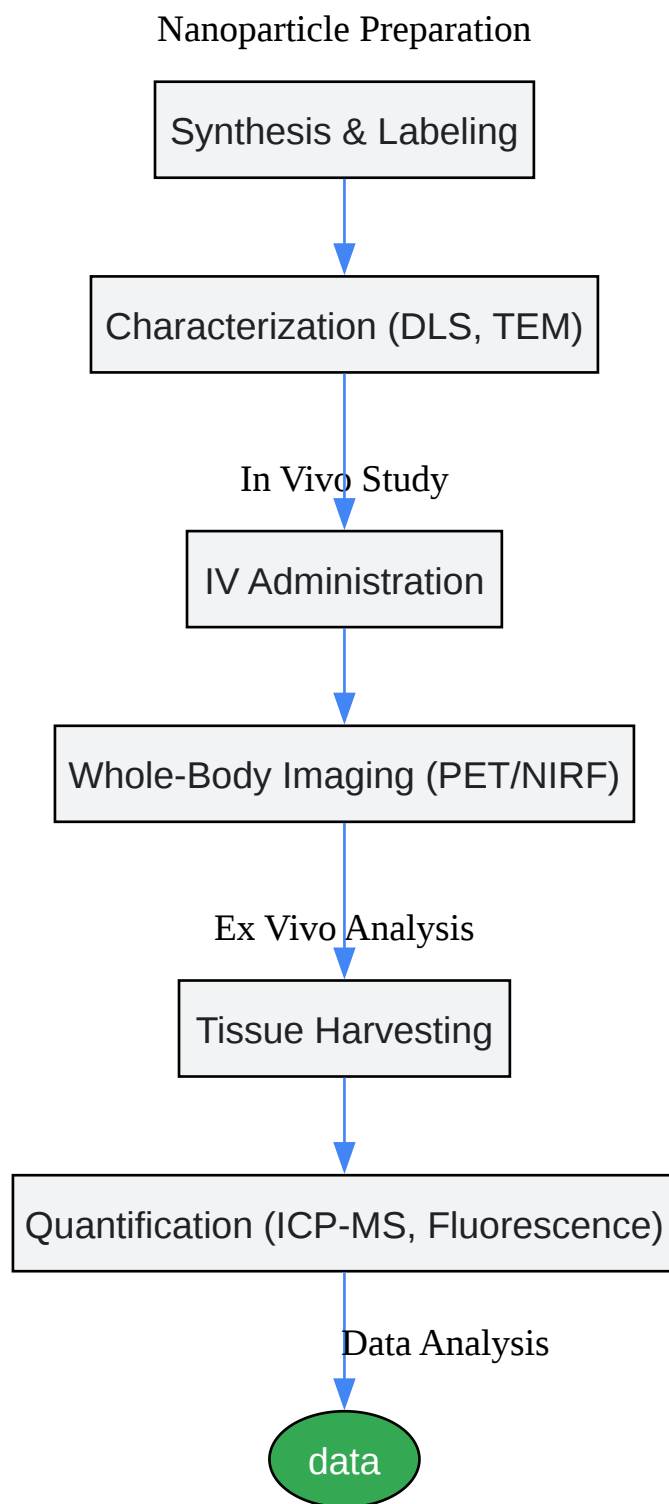 Nanoparticle Preparation
Synthesis & Labeling
Characterization (DLS, TEM)
In Vivo Study
IV Administration
Whole-Body Imaging (PET/NIRF)
Ex Vivo Analysis
Tissue Harvesting
Quantification (ICP-MS, Fluorescence)
Data Analysis
data